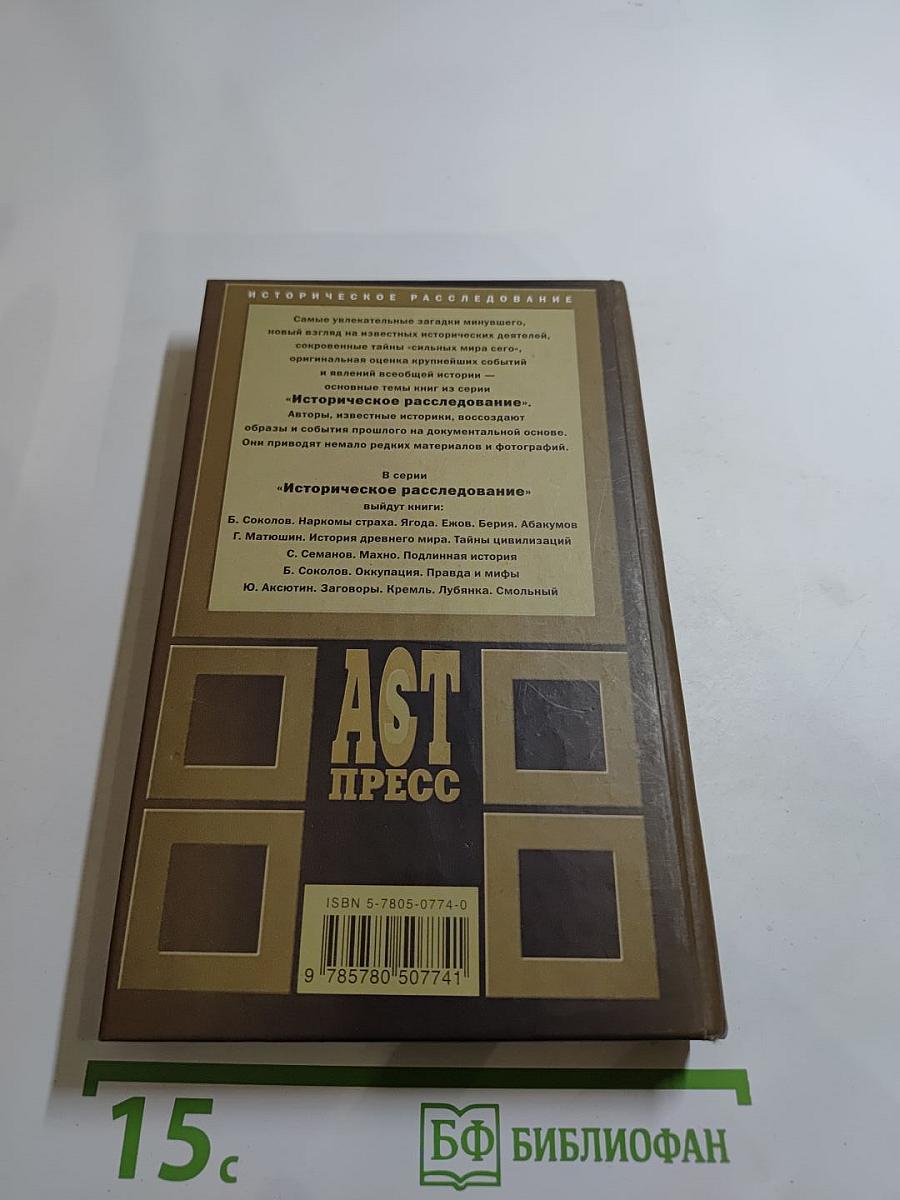 ИСТОРИЧЕСКОЕ РАССЛЕДОВАНИЕ
Самые увлекательные загадки минувшего,
новый взгляд на известных исторических деятелей,
сокровенные тайны «сильных мира сего»,
оригинальная оценка крупнейших событий
и явлений всеобщей истории —
основные темы книг из серии
«Историческое расследование».
Авторы, известные историки, воссоздают
образы и события прошлого на документальной основе.
Они приводят немало редких материалов и фотографий.
В серии
«Историческое расследование»
выйдут книги:
Б. Соколов. Наркомы страха. Ягода. Ежов. Берия. Абакумов
Г. Матюшин. История древнего мира. Тайны цивилизаций
С. Семанов. Махно. Подлинная история
Б. Соколов. Оккупация. Правда и мифы
Ю. Аксютин. Заговоры. Кремль. Лубянка. Смольный
AST
ПРЕСС
ISBN 5-7805-0774-0
9 785780 507741
15 с
БФ БИБЛИОФАН